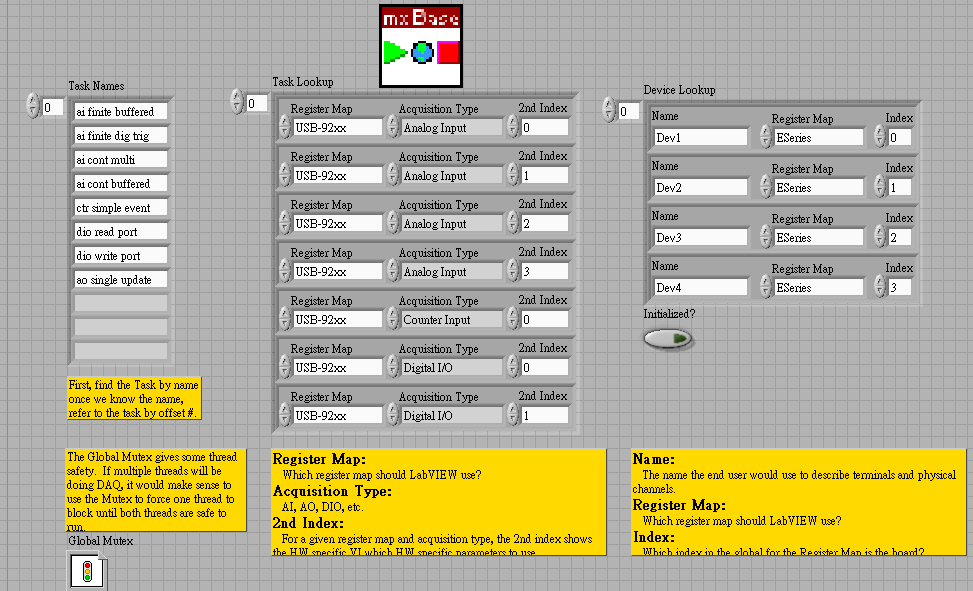 mxBase
Task Names
0
ai finite buffered
ai finite dig trig
ai cont multi
ai cont buffered
ctr simple event
dio read port
dio write port
ao single update
First, find the Task by name
once we know the name,
refer to the task by offset #.
Task Lookup
0
Register Map Acquisition Type 2nd Index
USB-92xx Analog Input 0
Register Map Acquisition Type 2nd Index
USB-92xx Analog Input 1
Register Map Acquisition Type 2nd Index
USB-92xx Analog Input 2
Register Map Acquisition Type 2nd Index
USB-92xx Analog Input 3
Register Map Acquisition Type 2nd Index
USB-92xx Counter Input 0
Register Map Acquisition Type 2nd Index
USB-92xx Digital I/O 0
Register Map Acquisition Type 2nd Index
USB-92xx Digital I/O 1
Device Lookup
0
Name Register Map Index
Dev1 ESeries 0
Name Register Map Index
Dev2 ESeries 1
Name Register Map Index
Dev3 ESeries 2
Name Register Map Index
Dev4 ESeries 3
Initialized?
The Global Mutex gives some thread
safety. If multiple threads will be
doing DAQ, it would make sense to
use the Mutex to force one thread to
block until both threads are safe to
run.
Global Mutex
Register Map:
Which register map should LabVIEW use?
Acquisition Type:
AI, AO, DIO, etc.
2nd Index:
For a given register map and acquisition type, the 2nd index shows
the HW specific VI which HW specific parameters to use
Name:
The name the end user would use to describe terminals and physical
channels.
Register Map:
Which register map should LabVIEW use?
Index:
Which index in the global for the Register Map is the board?